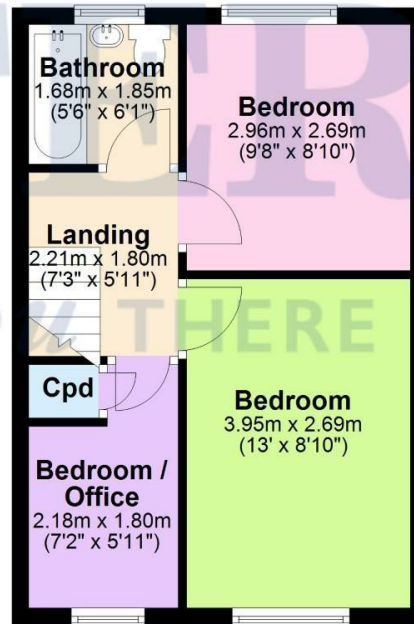 Bathroom
1.68m x 1.85m
(5'6" x 6'1")
Bedroom
2.96m x 2.69m
(9'8" x 8'10")
Landing
2.21m x 1.80m
(7'3" x 5'11")
THERE
Cpd
Bedroom
3.95m x 2.69m
(13' x 8'10")
Bedroom /
Office
2.18m x 1.80m
(7'2" x 5'11")